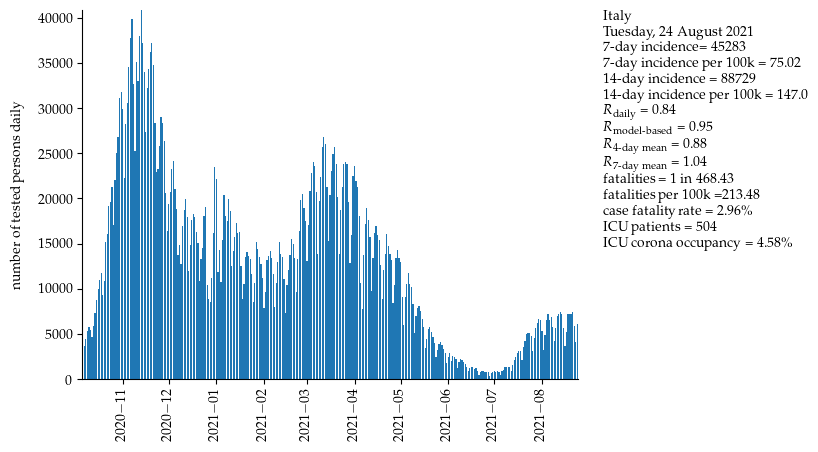 Italy
Tuesday, 24 August 2021
7-day incidence= 45283
7-day incidence per 100k = 75.02
14-day incidence = 88729
14-day incidence per 100k = 147.0
R_daily = 0.84
R_model-based = 0.95
R_4-day mean = 0.88
R_7-day mean = 1.04
fatalities = 1 in 468.43
fatalities per 100k =213.48
case fatality rate = 2.96%
ICU patients = 504
ICU corona occupancy = 4.58%
number of tested persons daily
40000
35000
30000
25000
20000
15000
10000
5000
0
2020−11
2020−12
2021−01
2021−02
2021−03
2021−04
2021−05
2021−06
2021−07
2021−08